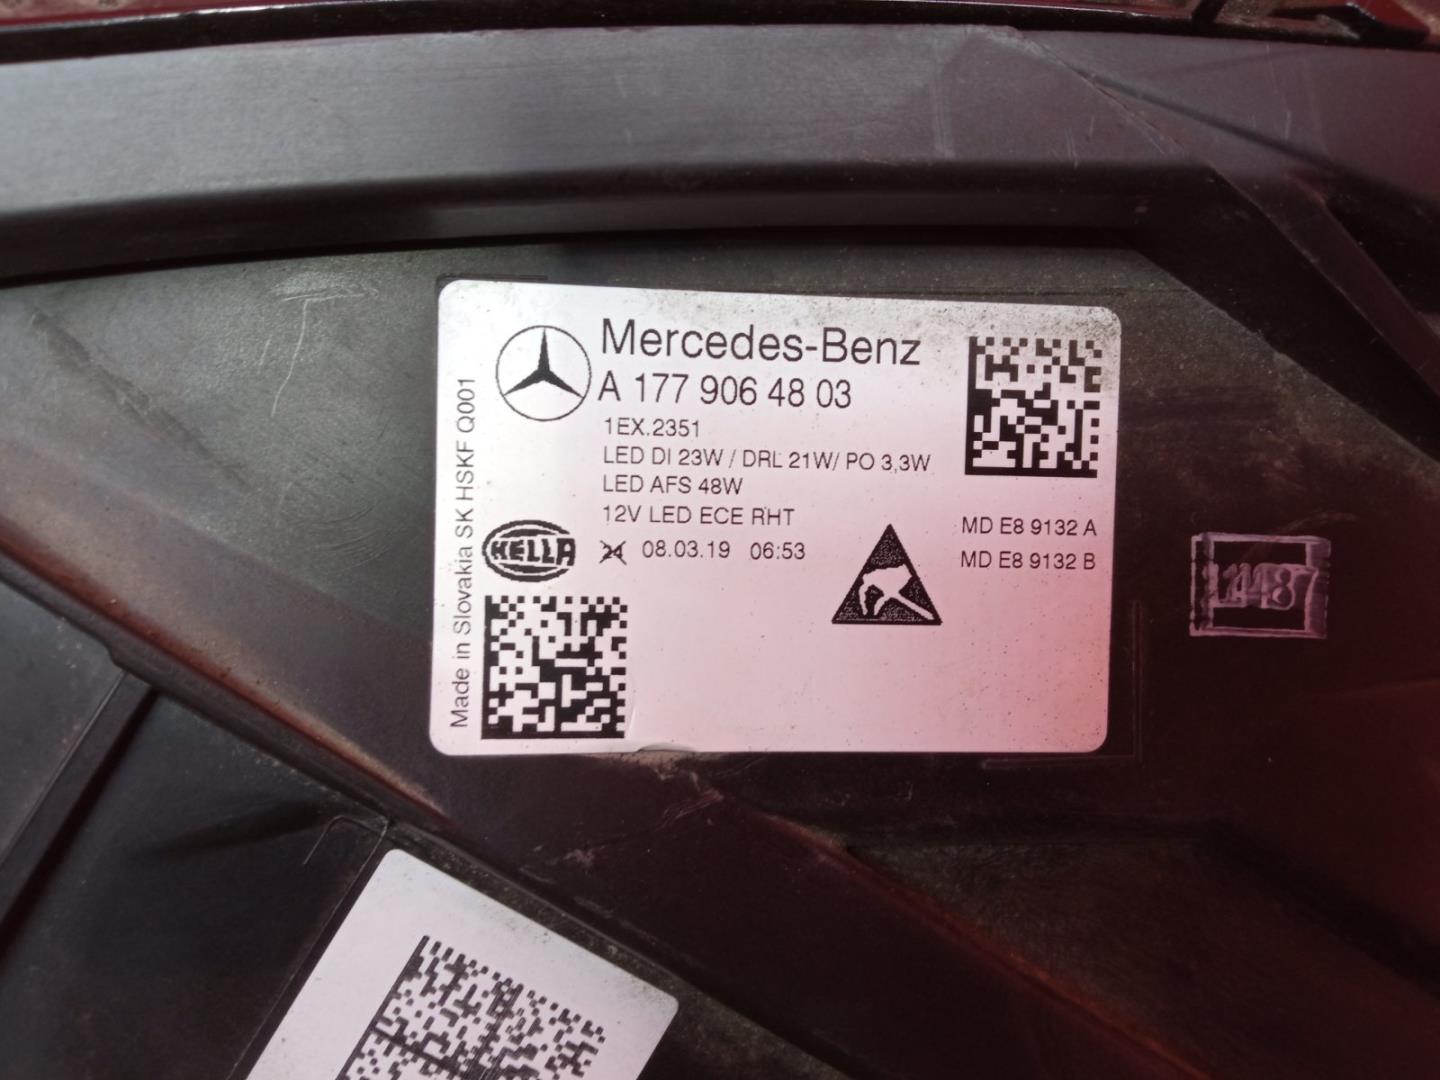 Mercedes-Benz
A 177 906 48 03
1EX.2351
LED DI 23W / DRL 21W/ PO 3,3W
LED AFS 48W
12V LED ECE RHT
HELLA
24 08.03.19 06:53
MD E8 9132 A
MD E8 9132 B
Made in Slovakia SK HSKF Q001